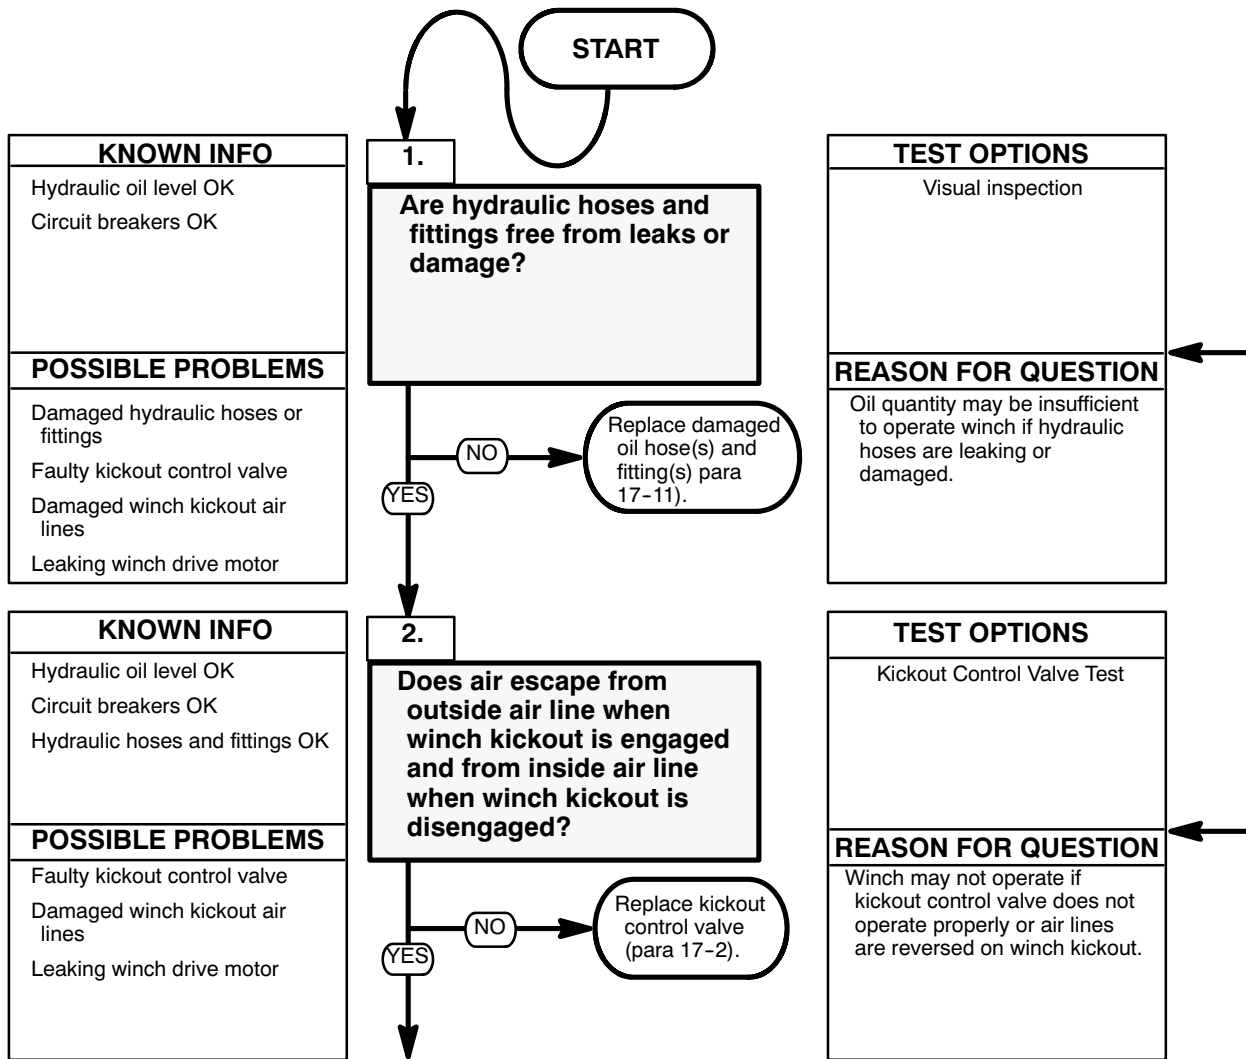 START
KNOWN INFO
Hydraulic oil level OK
Circuit breakers OK
POSSIBLE PROBLEMS
Damaged hydraulic hoses or
fittings
Faulty kickout control valve
Damaged winch kickout air
lines
Leaking winch drive motor
1.
Are hydraulic hoses and
fittings free from leaks or
damage?
NO
Replace damaged
oil hose(s) and
fitting(s) para
17-11).
YES
TEST OPTIONS
Visual inspection
REASON FOR QUESTION
Oil quantity may be insufficient
to operate winch if hydraulic
hoses are leaking or
damaged.
KNOWN INFO
Hydraulic oil level OK
Circuit breakers OK
Hydraulic hoses and fittings OK
POSSIBLE PROBLEMS
Faulty kickout control valve
Damaged winch kickout air
lines
Leaking winch drive motor
2.
Does air escape from
outside air line when
winch kickout is engaged
and from inside air line
when winch kickout is
disengaged?
NO
Replace kickout
control valve
(para 17-2).
YES
TEST OPTIONS
Kickout Control Valve Test
REASON FOR QUESTION
Winch may not operate if
kickout control valve does not
operate properly or air lines
are reversed on winch kickout.